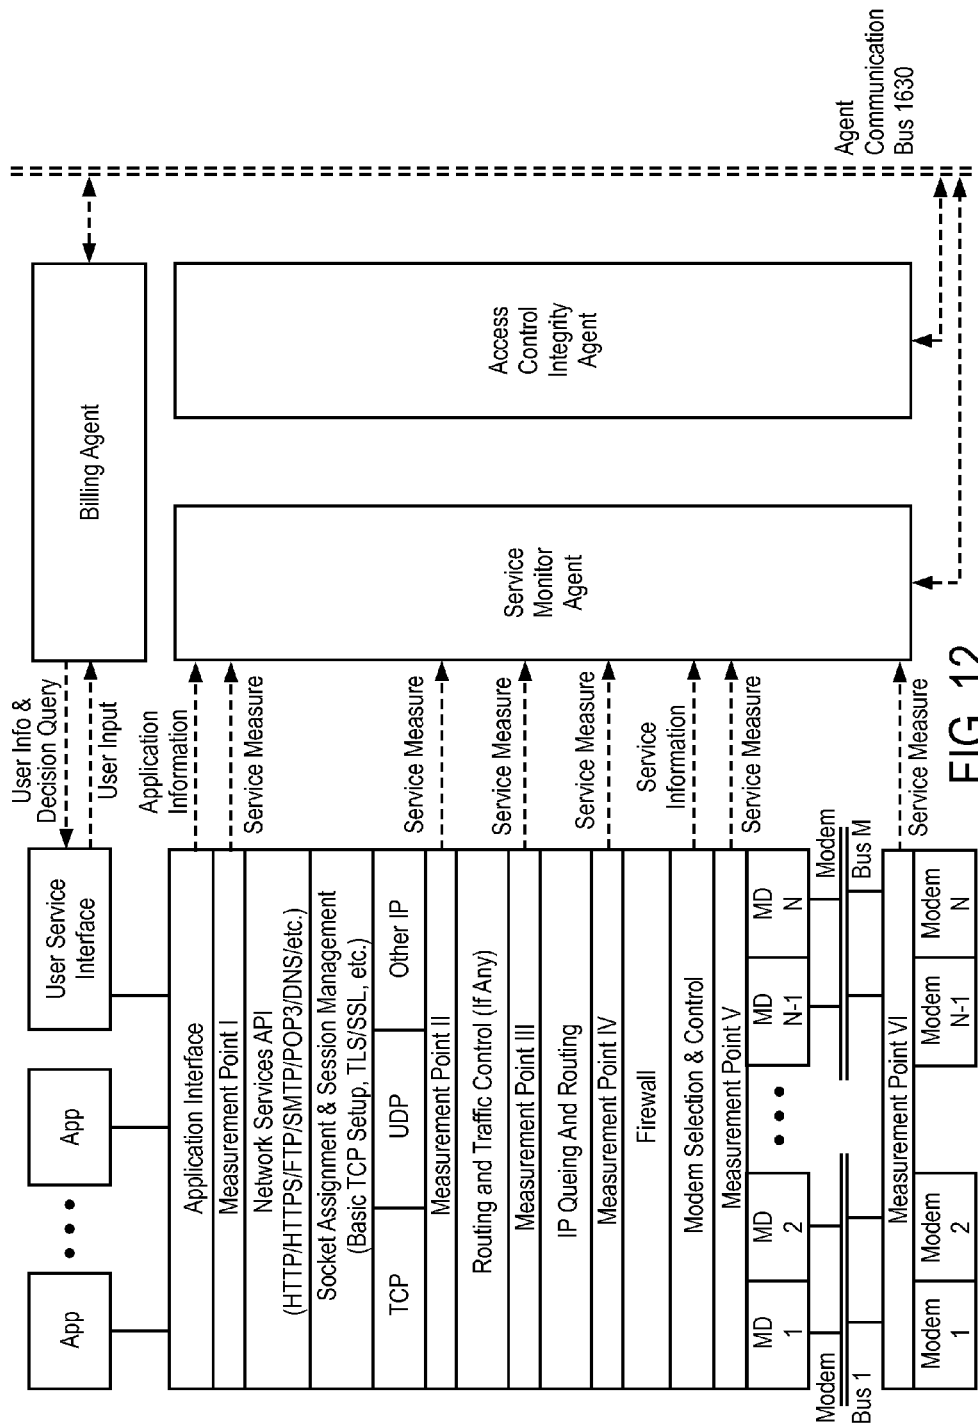 App
App
User Service
Interface
User Info &
Decision Query
User Input
Billing Agent
Application
Information
Service Measure
Application Interface
Measurement Point I
Network Services API
(HTTP/HTTPS/FTP/SMTP/POP3/DNS/etc.)
Socket Assignment & Session Management
(Basic TCP Setup, TLS/SSL, etc.)
TCP
UDP
Other IP
Measurement Point II
Service Measure
Routing and Traffic Control (If Any)
Measurement Point III
Service Measure
IP Queing And Routing
Measurement Point IV
Service Measure
Firewall
Modem Selection & Control
Service
Information
Measurement Point V
Service Measure
MD
1
MD
2
MD
N-1
MD
N
Modem
Bus 1
Modem
Bus M
Measurement Point VI
Service Measure
Modem
1
Modem
2
Modem
N-1
Modem
N
Service
Monitor
Agent
Access
Control
Integrity
Agent
Agent
Communication
Bus 1630
FIG. 12